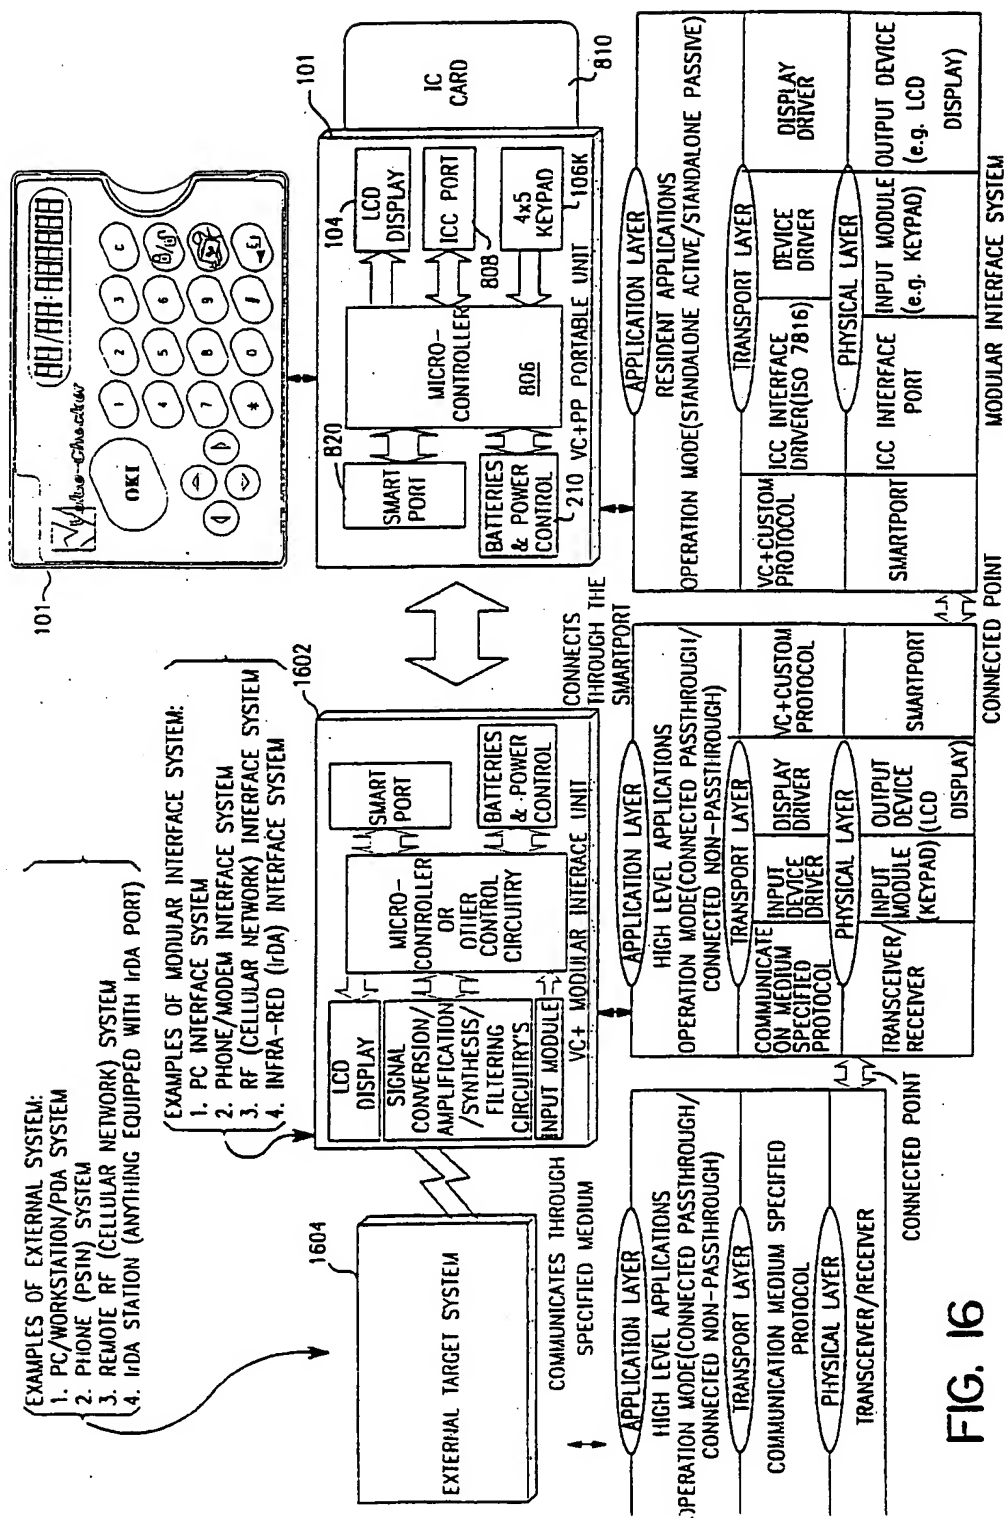 EXAMPLES OF EXTERNAL SYSTEM:
1. PC/WORKSTATION/PDA SYSTEM
2. PHONE (PSTN) SYSTEM
3. REMOTE RF (CELLULAR NETWORK) SYSTEM
4. IrDA STATION (ANYTHING EQUIPPED WITH IrDA PORT)
EXAMPLES OF MODULAR INTERFACE SYSTEM:
1. PC INTERFACE SYSTEM
2. PHONE/MODEM INTERFACE SYSTEM
3. RF (CELLULAR NETWORK) INTERFACE SYSTEM
4. INFRA-RED (IrDA) INTERFACE SYSTEM
101
OKI
1
2
3
C
4
5
6
7
8
9
*
0
1604
EXTERNAL TARGET SYSTEM
1602
LCD
DISPLAY
SIGNAL
CONVERSION/
AMPLIFICATION
/SYNTHESIS/
FILTERING
CIRCUITRY'S
INPUT MODULE
MICRO-
CONTROLLER
OR
OTHER
CONTROL
CIRCUITRY
SMART
PORT
BATTERIES
& POWER
CONTROL
VC+ MODULAR INTERACE UNIT
820
SMART
PORT
BATTERIES
& POWER
CONTROL
210
MICRO-
CONTROLLER
806
104
LCD
DISPLAY
ICC PORT
808
4x5
KEYPAD
106K
101
VC+PP PORTABLE UNIT
IC
CARD
810
COMMUNICATES THROUGH
SPECIFIED MEDIUM
CONNECTS
THROUGH THE
SMARTPORT
APPLICATION LAYER
HIGH LEVEL APPLICATIONS
OPERATION MODE(CONNECTED PASSTHROUGH/
CONNECTED NON-PASSTHROUGH)
TRANSPORT LAYER
COMMUNICATION MEDIUM SPECIFIED
PROTOCOL
PHYSICAL LAYER
TRANSCEIVER/RECEIVER
CONNECTED POINT
APPLICATION LAYER
HIGH LEVEL APPLICATIONS
OPERATION MODE(CONNECTED PASSTHROUGH/
CONNECTED NON-PASSTHROUGH)
TRANSPORT LAYER
COMMUNICATE
ON MEDIUM
SPECIFIED
PROTOCOL
INPUT
DEVICE
DRIVER
DISPLAY
DRIVER
VC+CUSTOM
PROTOCOL
PHYSICAL LAYER
TRANSCEIVER/
RECEIVER
INPUT
MODULE
(KEYPAD)
OUTPUT
DEVICE
(LCD
DISPLAY)
SMARTPORT
CONNECTED POINT
APPLICATION LAYER
RESIDENT APPLICATIONS
OPERATION MODE(STANDALONE ACTIVE/STANDALONE PASSIVE)
TRANSPORT LAYER
VC+CUSTOM
PROTOCOL
ICC INTERFACE
DRIVER(ISO 7816)
DEVICE
DRIVER
DISPLAY
DRIVER
PHYSICAL LAYER
SMARTPORT
ICC INTERFACE
PORT
INPUT MODULE
(e.g. KEYPAD)
OUTPUT DEVICE
(e.g. LCD
DISPLAY)
MODULAR INTERFACE SYSTEM
FIG. 16